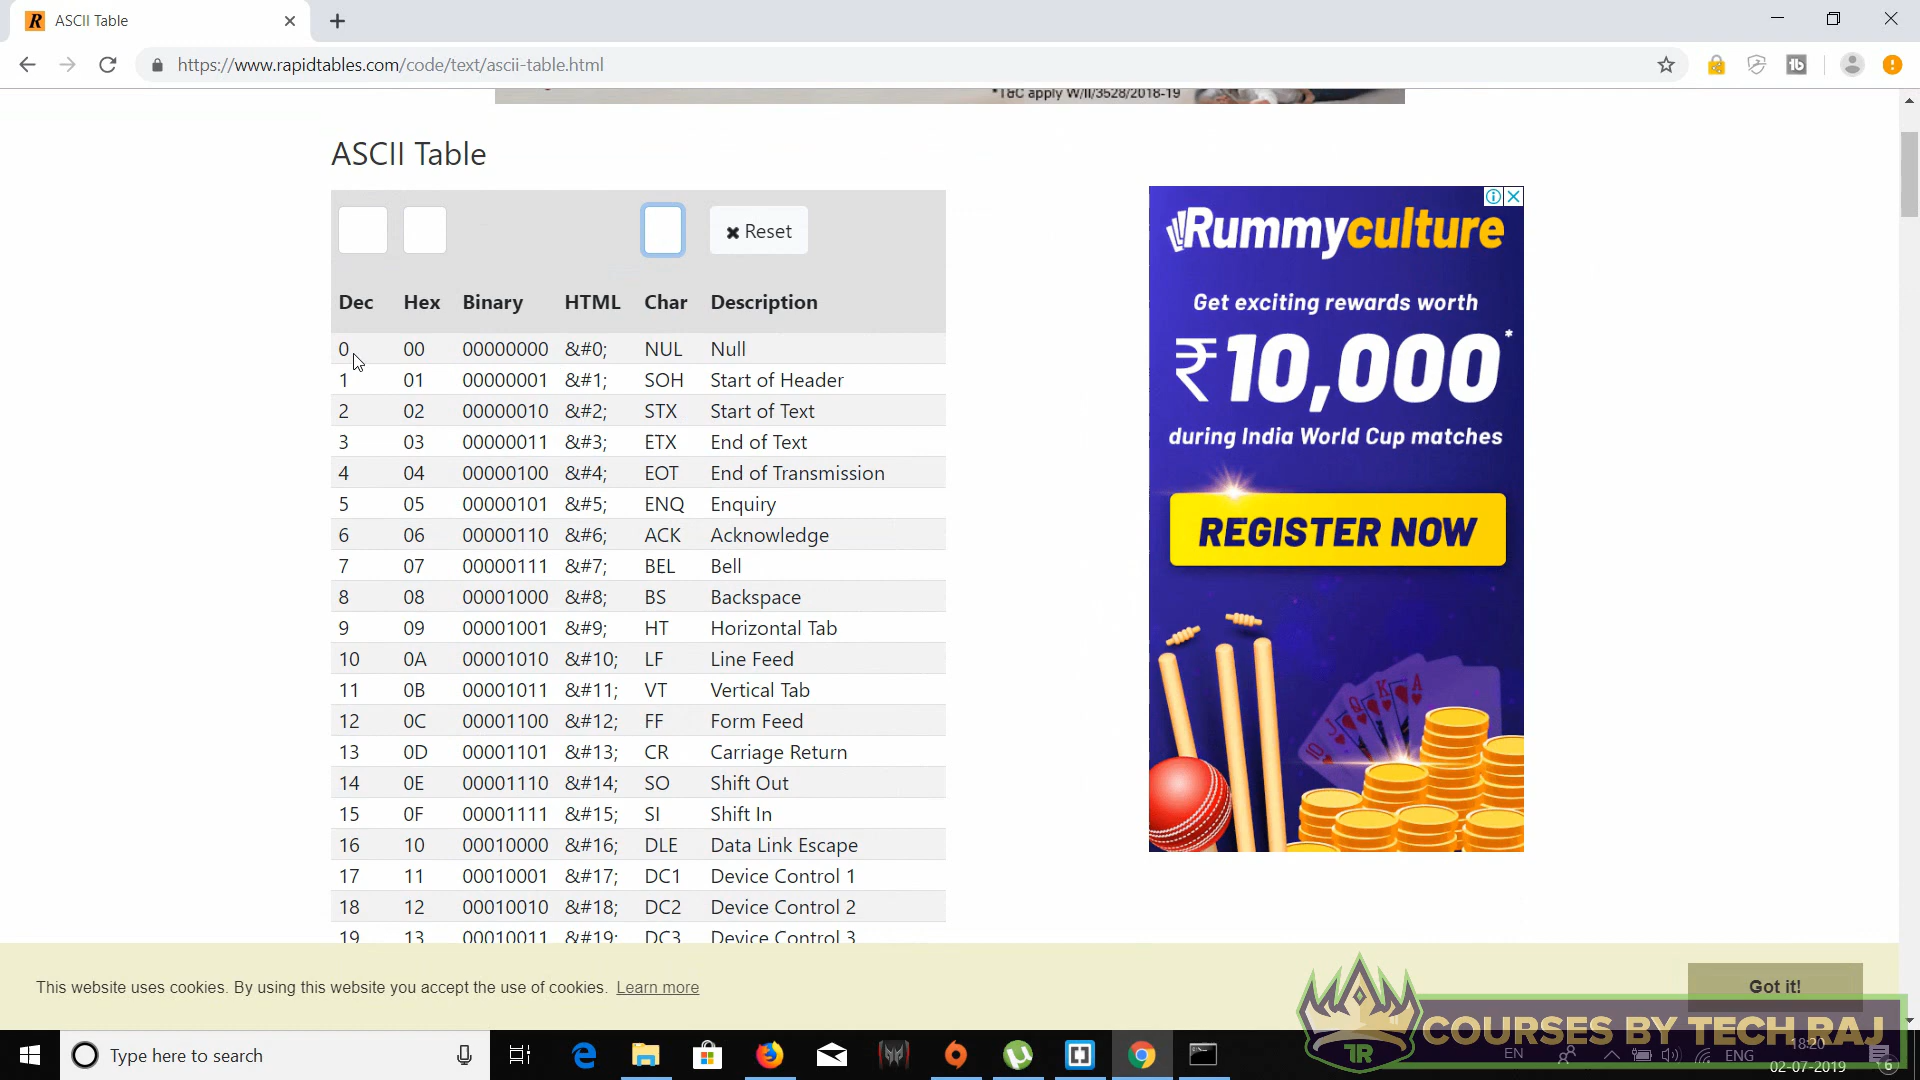 ASCII Table
https://www.rapidtables.com/code/text/ascii-table.html
*T&C apply W/II/3528/2018-19
ASCII Table
Reset
Dec Hex Binary HTML Char Description
0 00 00000000 &#0; NUL Null
1 01 00000001 &#1; SOH Start of Header
2 02 00000010 &#2; STX Start of Text
3 03 00000011 &#3; ETX End of Text
4 04 00000100 &#4; EOT End of Transmission
5 05 00000101 &#5; ENQ Enquiry
6 06 00000110 &#6; ACK Acknowledge
7 07 00000111 &#7; BEL Bell
8 08 00001000 &#8; BS Backspace
9 09 00001001 &#9; HT Horizontal Tab
10 0A 00001010 &#10; LF Line Feed
11 0B 00001011 &#11; VT Vertical Tab
12 0C 00001100 &#12; FF Form Feed
13 0D 00001101 &#13; CR Carriage Return
14 0E 00001110 &#14; SO Shift Out
15 0F 00001111 &#15; SI Shift In
16 10 00010000 &#16; DLE Data Link Escape
17 11 00010001 &#17; DC1 Device Control 1
18 12 00010010 &#18; DC2 Device Control 2
19 13 00010011 &#19; DC3 Device Control 3
Rummyculture
Get exciting rewards worth
₹10,000*
during India World Cup matches
REGISTER NOW
10 J Q K A
This website uses cookies. By using this website you accept the use of cookies. Learn more
Got it!
TR
COURSES BY TECH RAJ
Type here to search
EN
ENG
18:20
02-07-2019
6